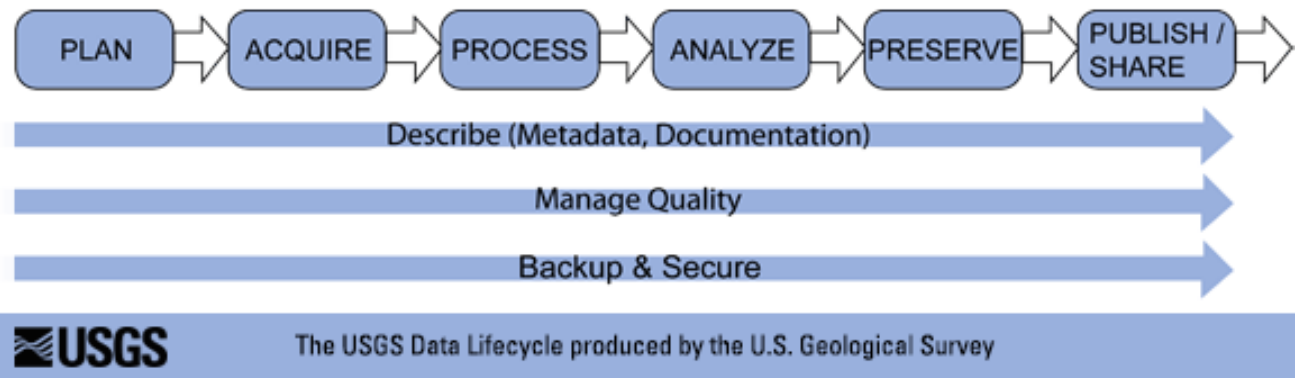 PLAN
ACQUIRE
PROCESS
ANALYZE
PRESERVE
PUBLISH /
SHARE
Describe (Metadata, Documentation)
Manage Quality
Backup & Secure
USGS
The USGS Data Lifecycle produced by the U.S. Geological Survey